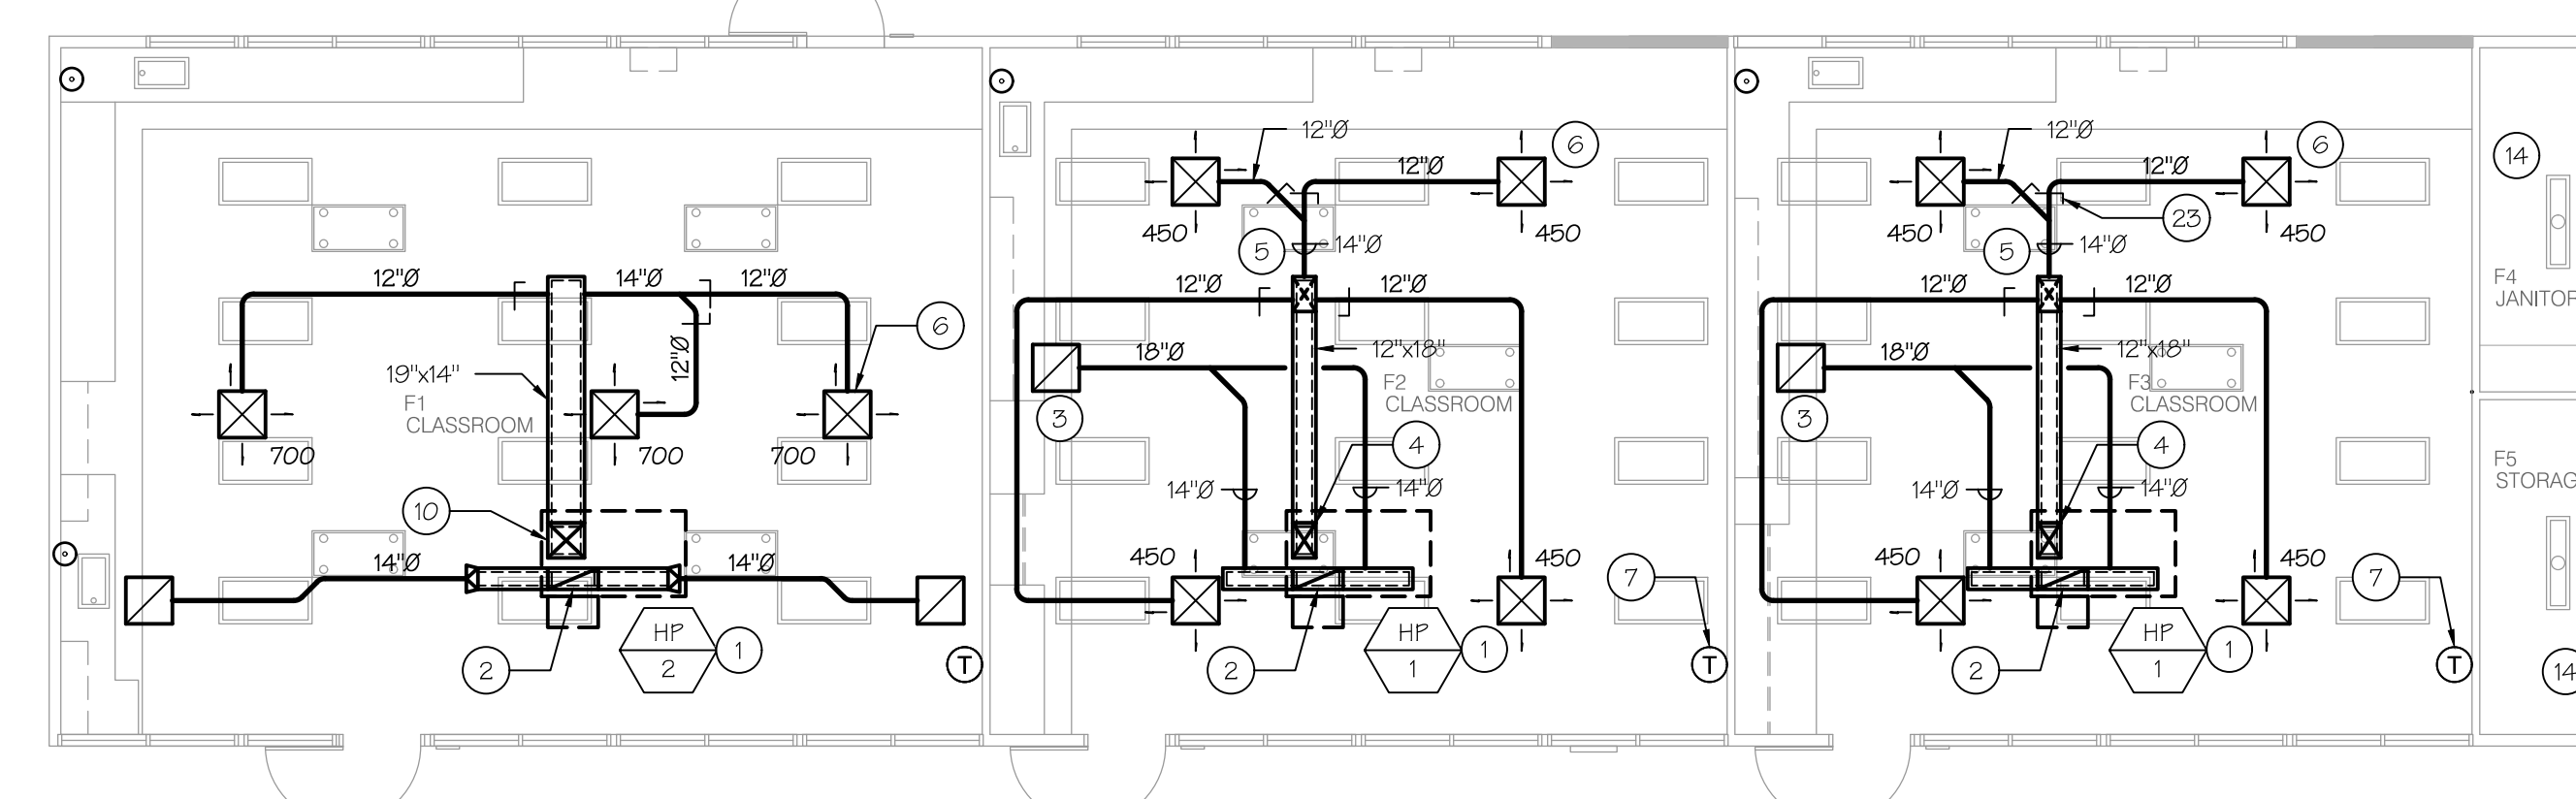 12"Ø
6
12"Ø
450
5
14"Ø
450
12"Ø
6
12"Ø
450
5
14"Ø
23
450
14
12"Ø
14"Ø
12"Ø
12"Ø
12"Ø
12"Ø
12"Ø
F4
JANITOR
6
12"Ø
19"x14"
F1
CLASSROOM
18"Ø
12"x18"
F2
CLASSROOM
3
18"Ø
12"x18"
F3
CLASSROOM
3
700
700
700
4
4
F5
STORAG
10
14"Ø
14"Ø
14"Ø
14"Ø
14"Ø
14"Ø
450
450
7
450
450
7
2
HP
2
1
T
2
HP
1
1
T
2
HP
1
1
T
14